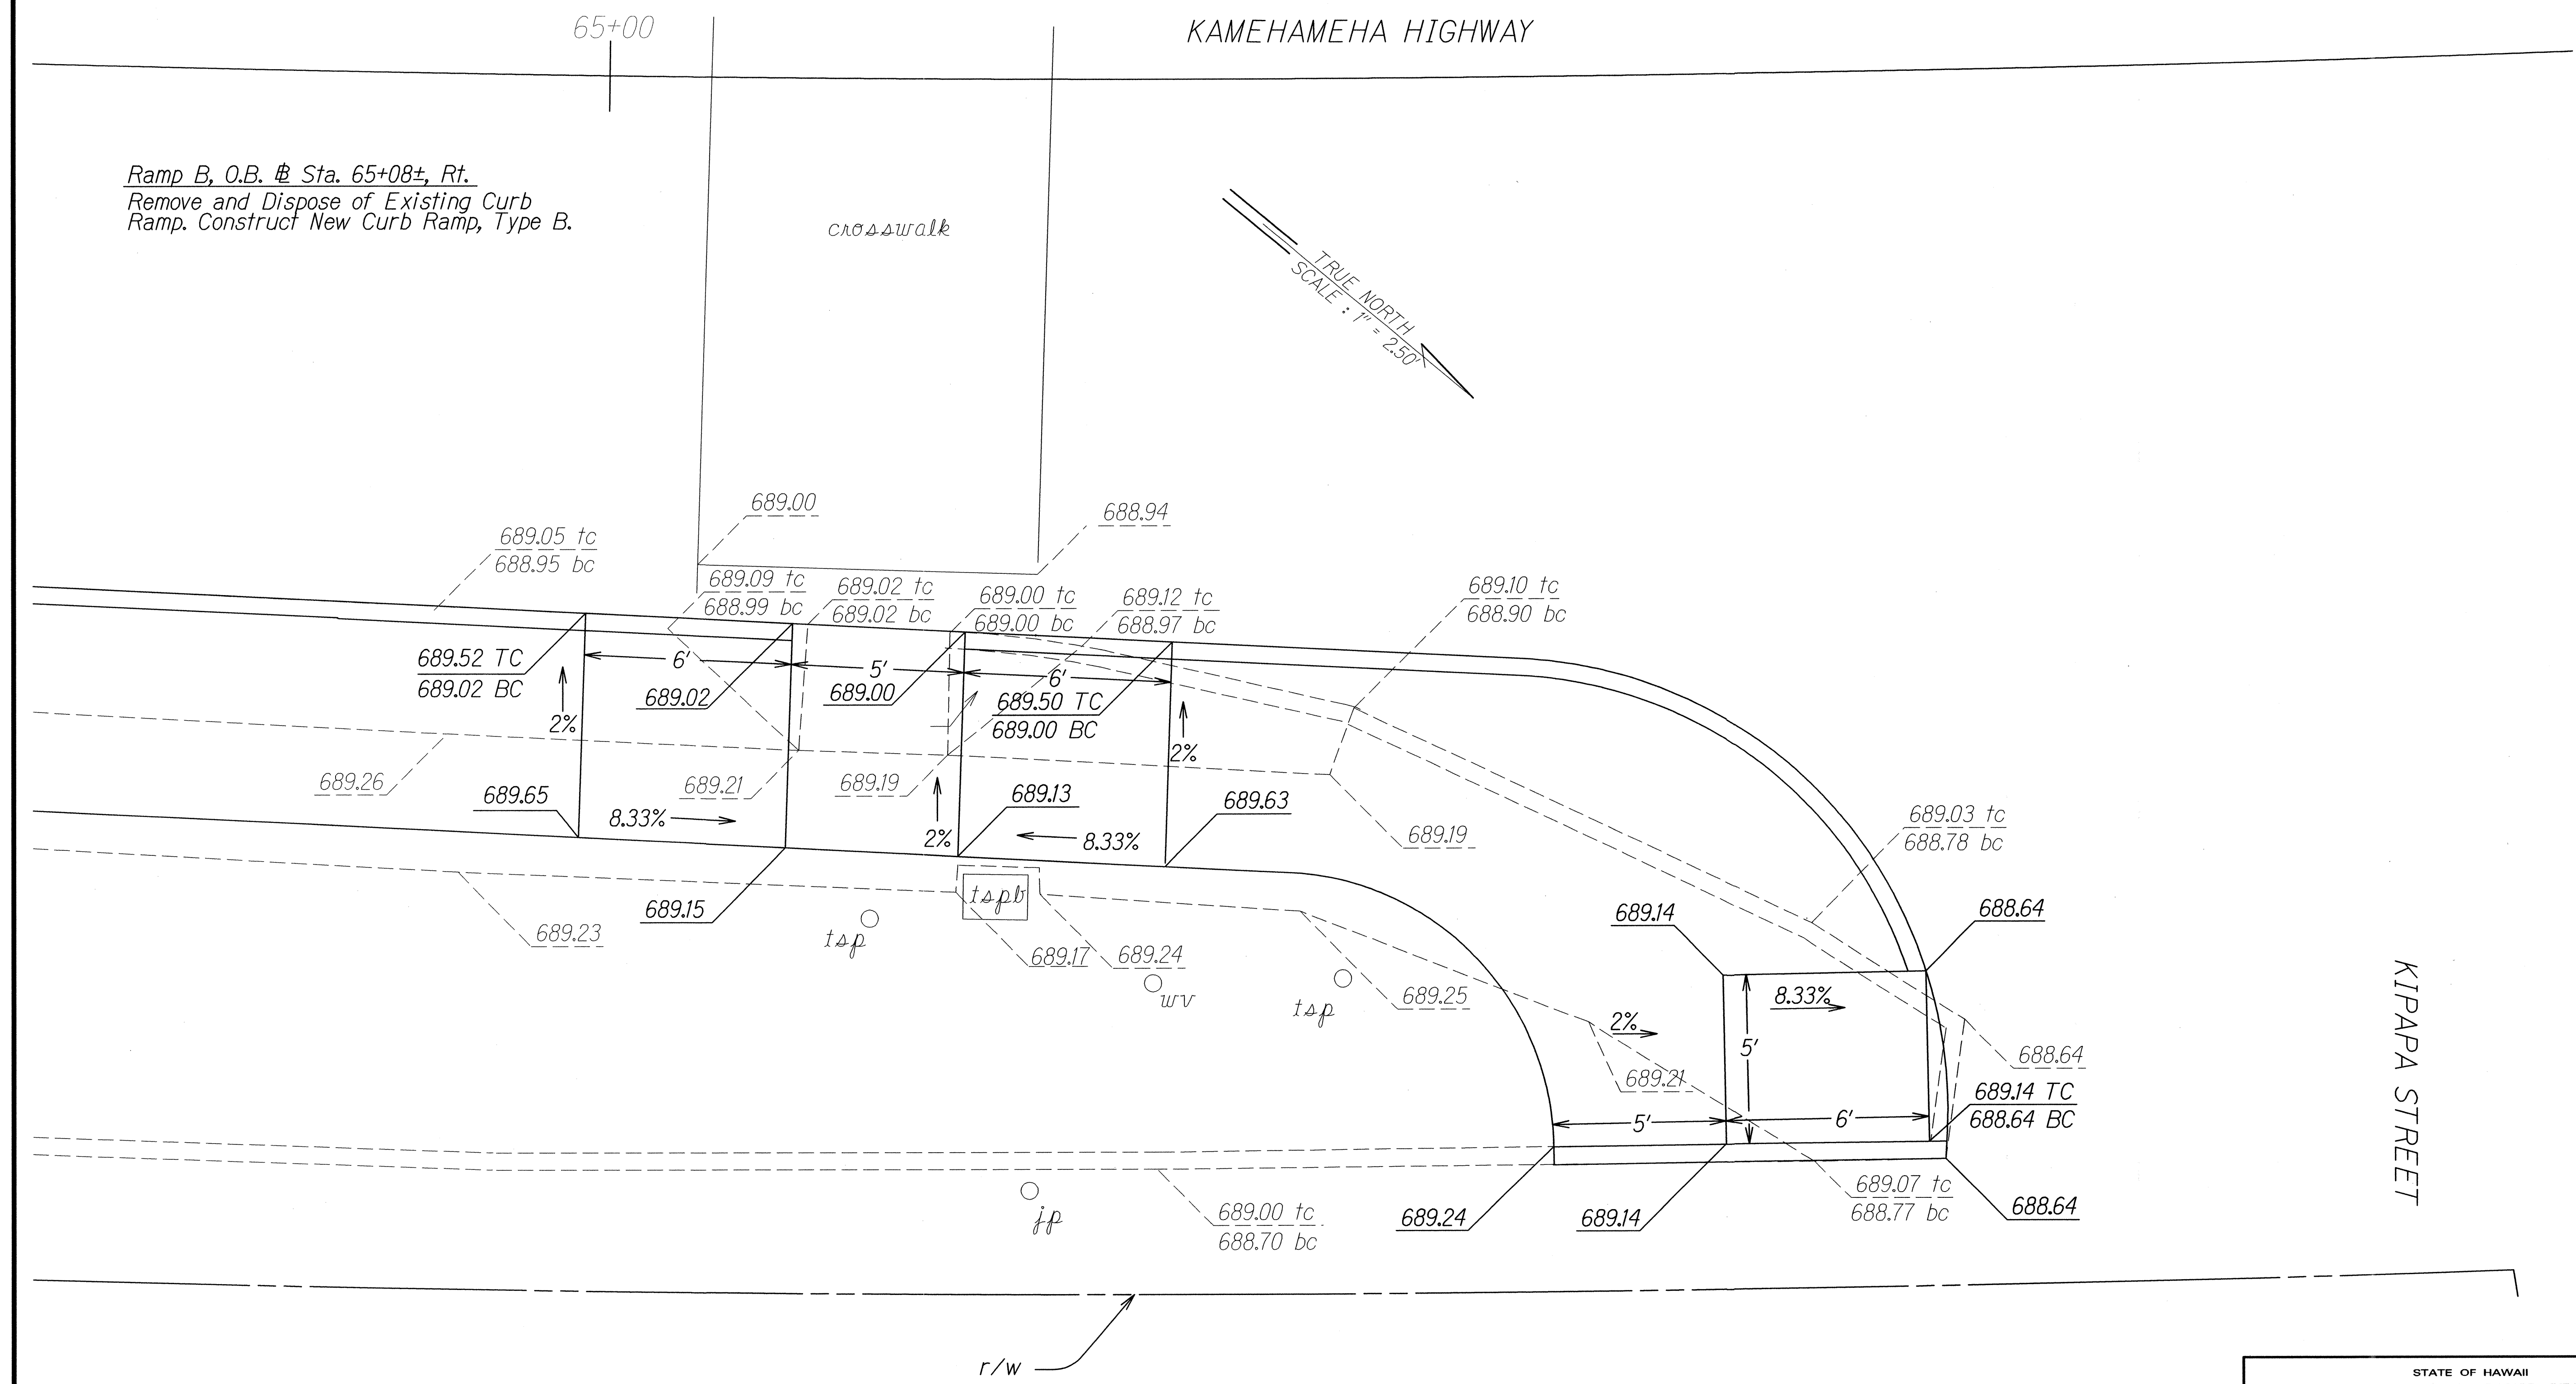 65+00
KAMEHAMEHA HIGHWAY
Ramp B, O.B. ⅊ Sta. 65+08±, Rt.
Remove and Dispose of Existing Curb
Ramp. Construct New Curb Ramp, Type B.
crosswalk
TRUE NORTH
SCALE : 1" = 2.50'
689.00
688.94
689.05 tc
688.95 bc
689.09 tc
688.99 bc
689.02 tc
689.02 bc
689.00 tc
689.00 bc
689.12 tc
688.97 bc
689.10 tc
688.90 bc
689.52 TC
689.02 BC
2%
6'
689.02
5'
689.00
6'
689.50 TC
689.00 BC
2%
689.26
689.65
689.21
689.19
8.33%
2%
689.13
8.33%
689.63
689.19
689.03 tc
688.78 bc
689.15
689.23
tsp
tspb
689.17
689.24
wv
tsp
689.25
689.14
688.64
8.33%
2%
5'
689.21
688.64
689.14 TC
688.64 BC
5'
6'
KIPAPA STREET
jp
689.00 tc
688.70 bc
689.24
689.14
689.07 tc
688.77 bc
688.64
r/w
STATE OF HAWAII